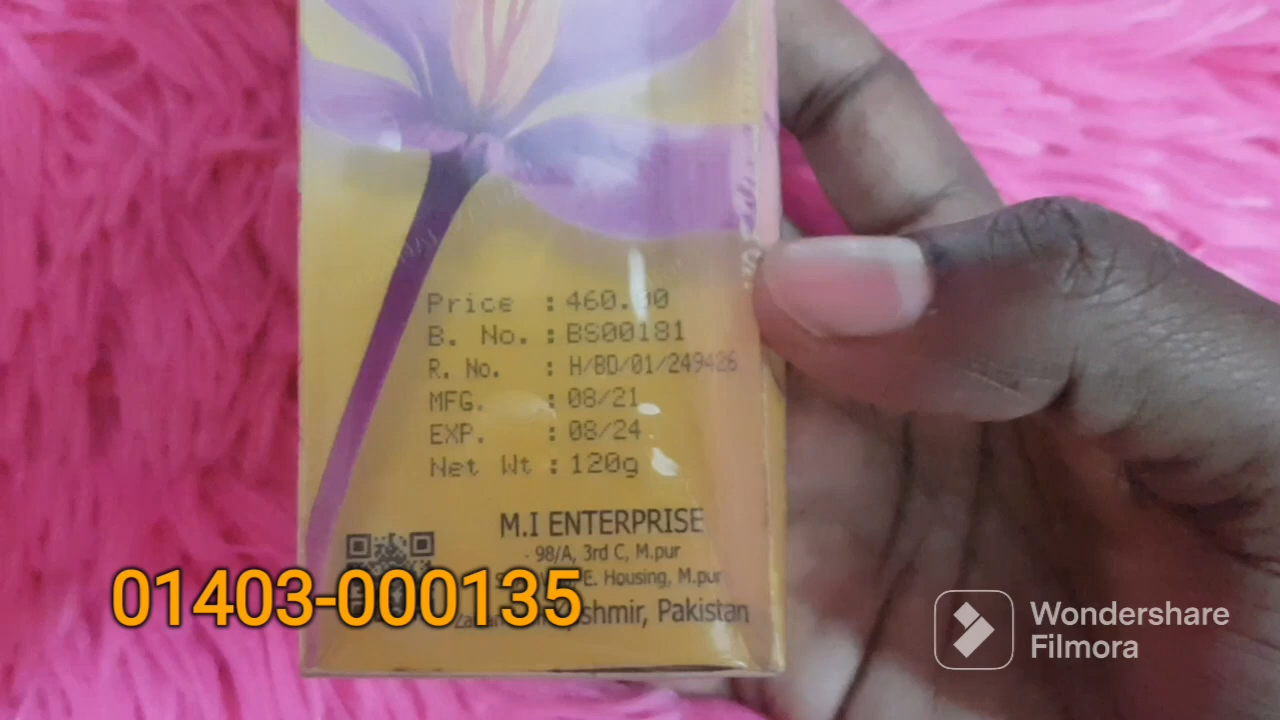 Price : 460.00
B. No. : BS00181
R. No. : H/BD/01/249426
MFG. : 08/21
EXP. : 08/24
Net Wt : 120g
M.I ENTERPRISE
98/A, 3rd C, M.pur
E. Housing, M.pur
Pakistan
01403-000135
Wondershare
Filmora